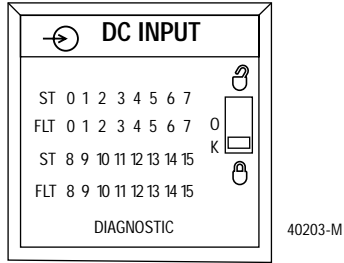 DC INPUT
ST 0 1 2 3 4 5 6 7
FLT 0 1 2 3 4 5 6 7
ST 8 9 10 11 12 13 14 15
FLT 8 9 10 11 12 13 14 15
O
K
DIAGNOSTIC
40203-M